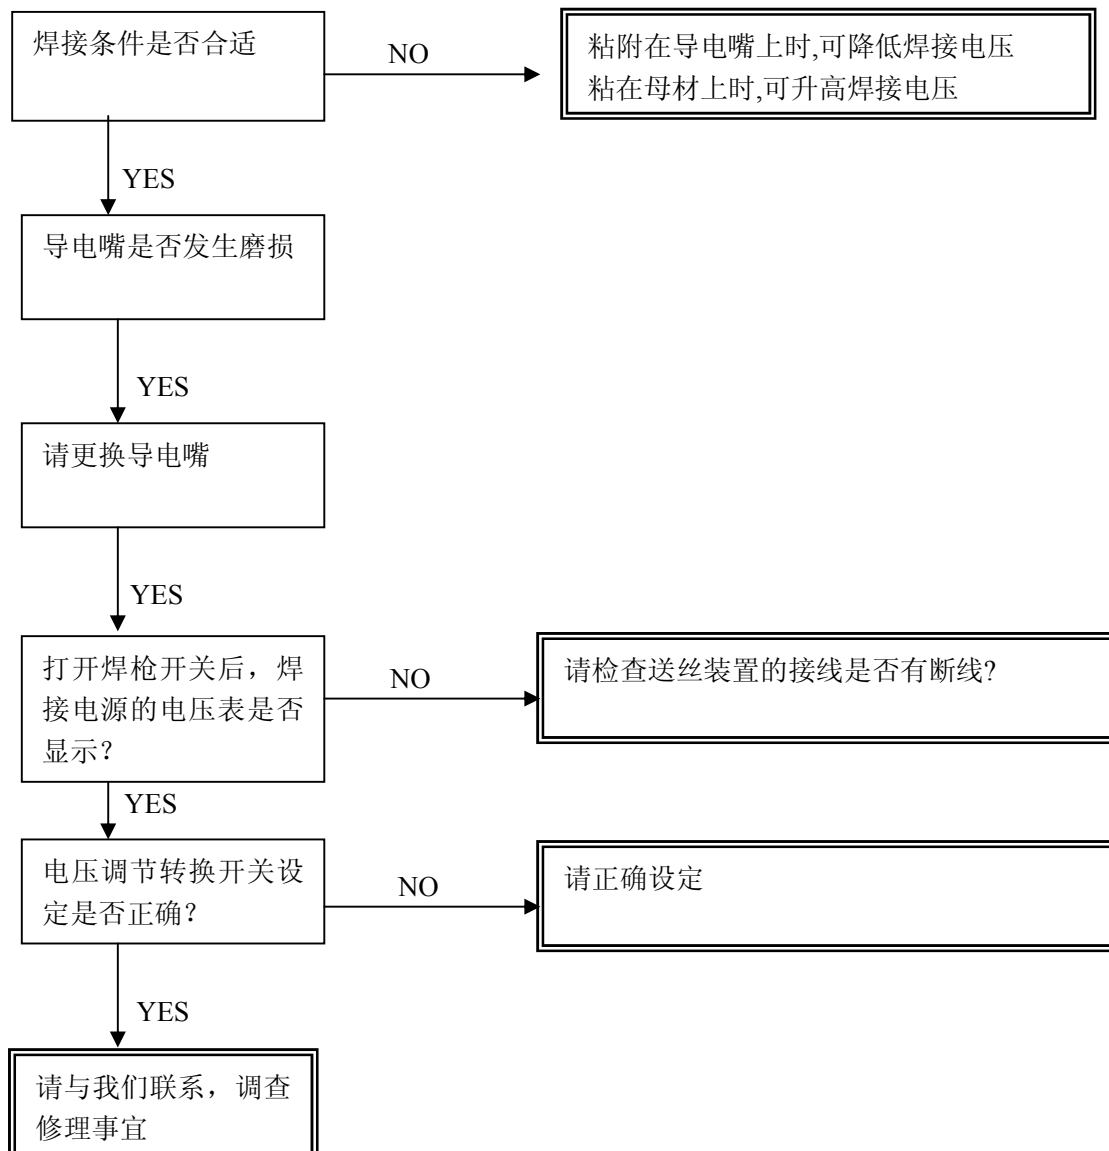 焊接条件是否合适
NO
粘附在导电嘴上时,可降低焊接电压
粘在母材上时,可升高焊接电压
YES
导电嘴是否发生磨损
YES
请更换导电嘴
YES
打开焊枪开关后，焊
接电源的电压表是否
显示？
NO
请检查送丝装置的接线是否有断线?
YES
电压调节转换开关设
定是否正确？
NO
请正确设定
YES
请与我们联系，调查
修理事宜